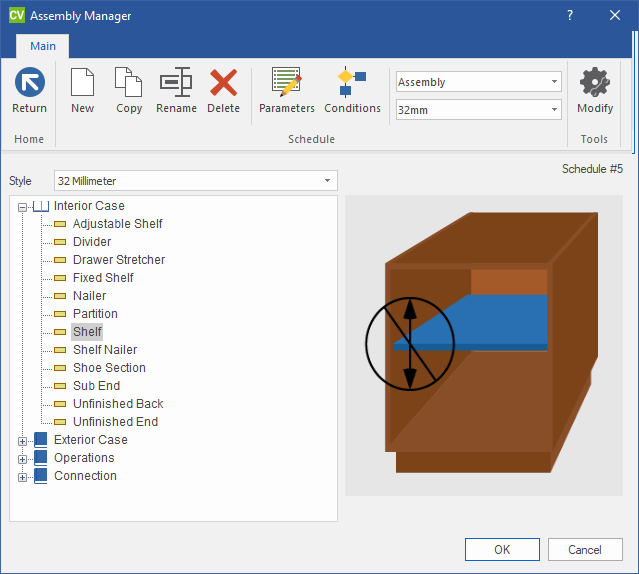 CV Assembly Manager ?
Main
Return
New
Copy
Rename
Delete
Parameters
Conditions
Assembly
32mm
Modify
Home
Schedule
Tools
Schedule #5
Style 32 Millimeter
Interior Case
Adjustable Shelf
Divider
Drawer Stretcher
Fixed Shelf
Nailer
Partition
Shelf
Shelf Nailer
Shoe Section
Sub End
Unfinished Back
Unfinished End
Exterior Case
Operations
Connection
OK
Cancel